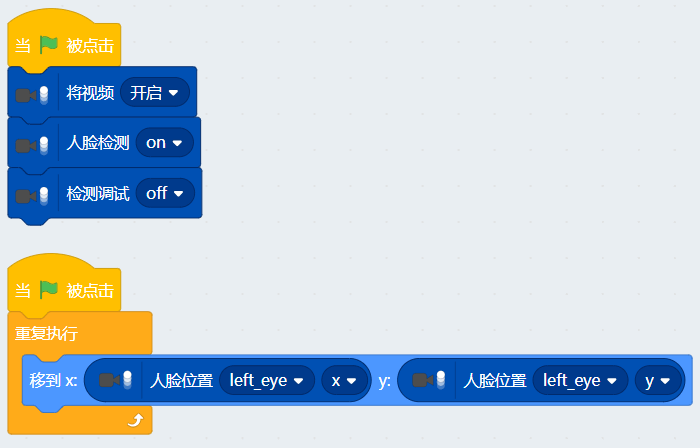 当 被点击
将视频 开启
人脸检测 on
检测调试 off
当 被点击
重复执行
移到 x: 人脸位置 left_eye x y: 人脸位置 left_eye y